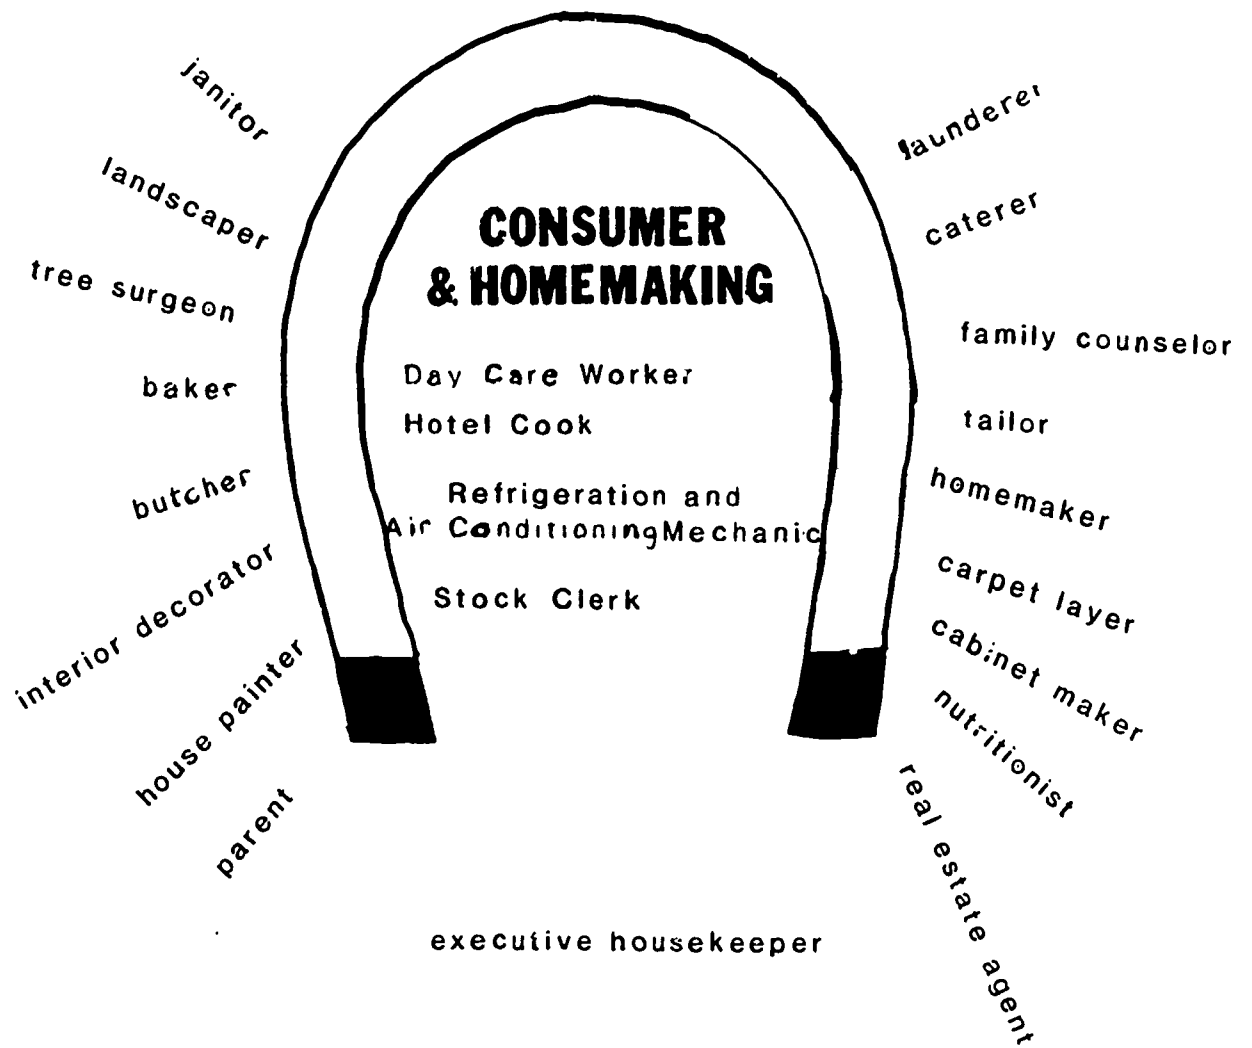 janitor
landscaper
tree surgeon
baker
butcher
interior decorator
house painter
parent
CONSUMER
& HOMEMAKING
Day Care Worker
Hotel Cook
Refrigeration and
Air Conditioning Mechanic
Stock Clerk
launderer
caterer
family counselor
tailor
homemaker
carpet layer
cabinet maker
nutritionist
real estate agent
executive housekeeper